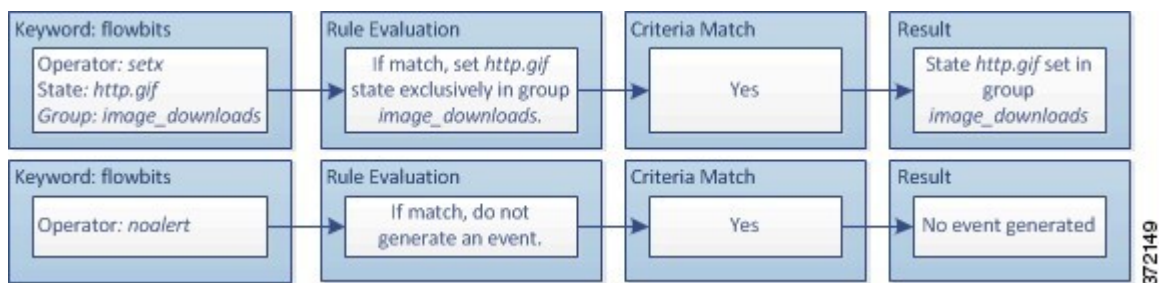 Keyword: flowbits
Operator: setx
State: http.gif
Group: image_downloads
Rule Evaluation
If match, set http.gif
state exclusively in group
image_downloads.
Criteria Match
Yes
Result
State http.gif set in
group
image_downloads
Keyword: flowbits
Operator: noalert
Rule Evaluation
If match, do not
generate an event.
Criteria Match
Yes
Result
No event generated
372149